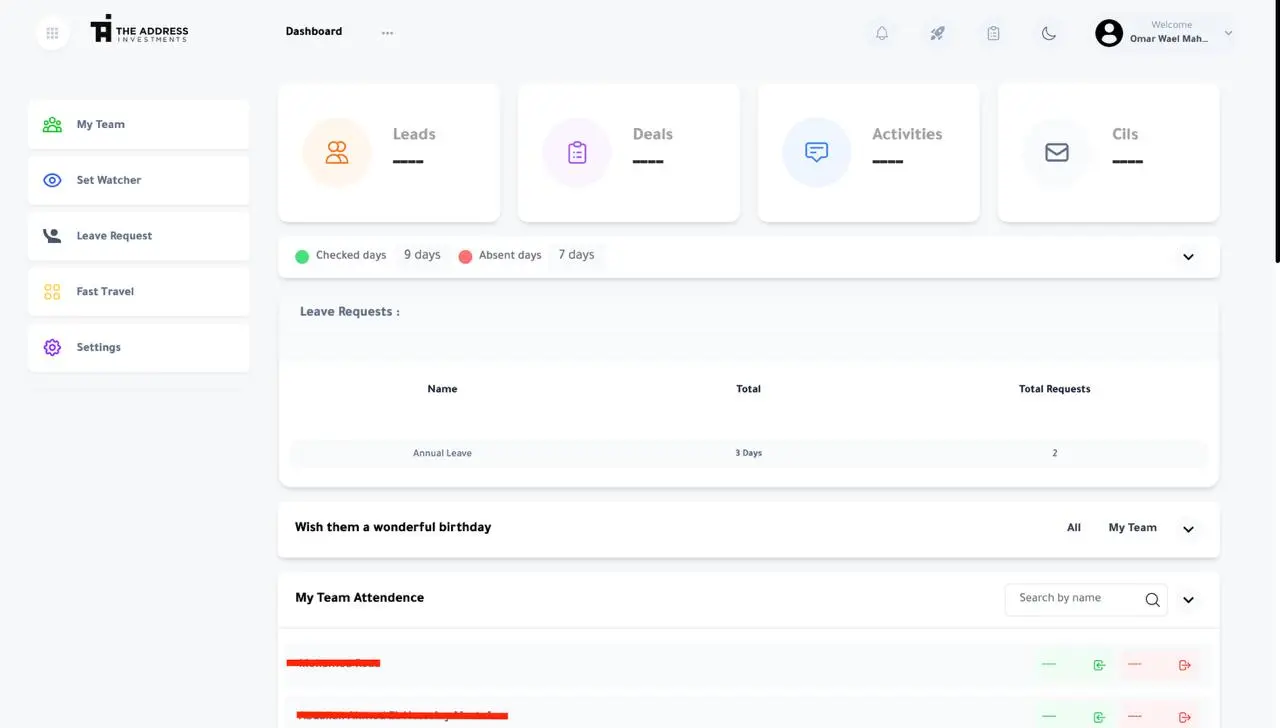 THE ADDRESS
INVESTMENTS
Dashboard
...
Welcome
Omar Wael Mah...
My Team
Set Watcher
Leave Request
Fast Travel
Settings
Leads
----
Deals
----
Activities
----
Cils
----
Checked days 9 days Absent days 7 days
Leave Requests :
Name Total Total Requests
Annual Leave 3 Days 2
Wish them a wonderful birthday All My Team
My Team Attendence Search by name